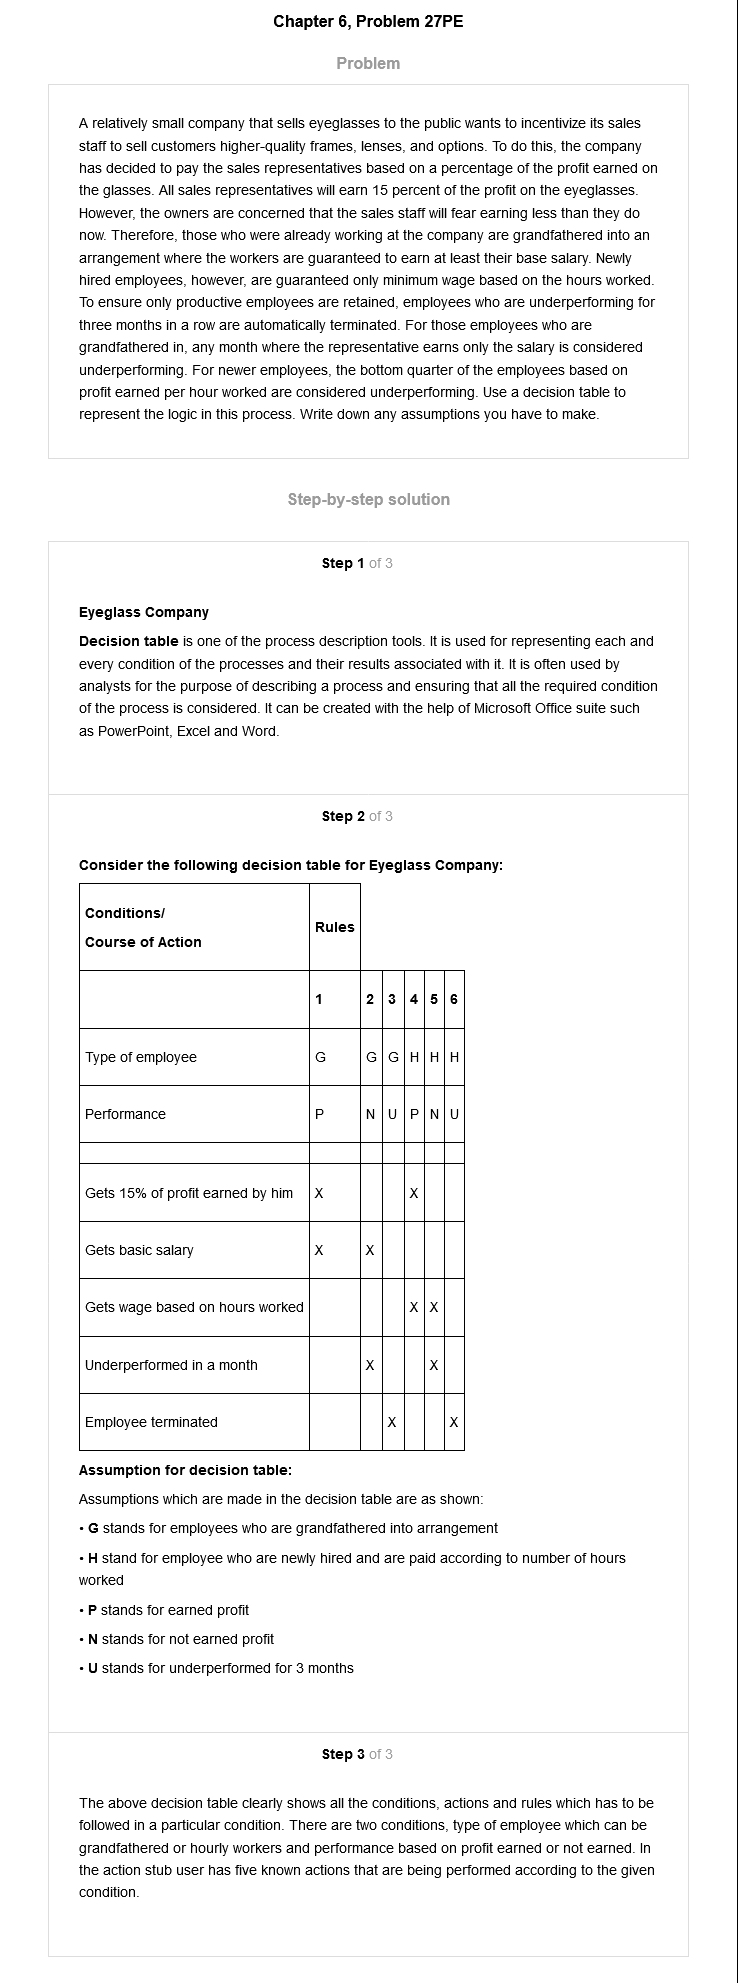 Chapter 6, Problem 27PE
Problem
A relatively small company that sells eyeglasses to the public wants to incentivize its sales
staff to sell customers higher-quality frames, lenses, and options. To do this, the company
has decided to pay the sales representatives based on a percentage of the profit earned on
the glasses. All sales representatives will earn 15 percent of the profit on the eyeglasses.
However, the owners are concerned that the sales staff will fear earning less than they do
now. Therefore, those who were already working at the company are grandfathered into an
arrangement where the workers are guaranteed to earn at least their base salary. Newly
hired employees, however, are guaranteed only minimum wage based on the hours worked.
To ensure only productive employees are retained, employees who are underperforming for
three months in a row are automatically terminated. For those employees who are
grandfathered in, any month where the representative earns only the salary is considered
underperforming. For newer employees, the bottom quarter of the employees based on
profit earned per hour worked are considered underperforming. Use a decision table to
represent the logic in this process. Write down any assumptions you have to make.
Step-by-step solution
Step 1 of 3
Eyeglass Company
Decision table is one of the process description tools. It is used for representing each and
every condition of the processes and their results associated with it. It is often used by
analysts for the purpose of describing a process and ensuring that all the required condition
of the process is considered. It can be created with the help of Microsoft Office suite such
as PowerPoint, Excel and Word.
Step 2 of 3
Consider the following decision table for Eyeglass Company:
Conditions/
Course of Action
Rules
1 2 3 4 5 6
Type of employee G G G H H H
Performance P N U P N U
Gets 15% of profit earned by him X X
Gets basic salary X X
Gets wage based on hours worked X X
Underperformed in a month X X
Employee terminated X X
Assumption for decision table:
Assumptions which are made in the decision table are as shown:
• G stands for employees who are grandfathered into arrangement
• H stand for employee who are newly hired and are paid according to number of hours
worked
• P stands for earned profit
• N stands for not earned profit
• U stands for underperformed for 3 months
Step 3 of 3
The above decision table clearly shows all the conditions, actions and rules which has to be
followed in a particular condition. There are two conditions, type of employee which can be
grandfathered or hourly workers and performance based on profit earned or not earned. In
the action stub user has five known actions that are being performed according to the given
condition.